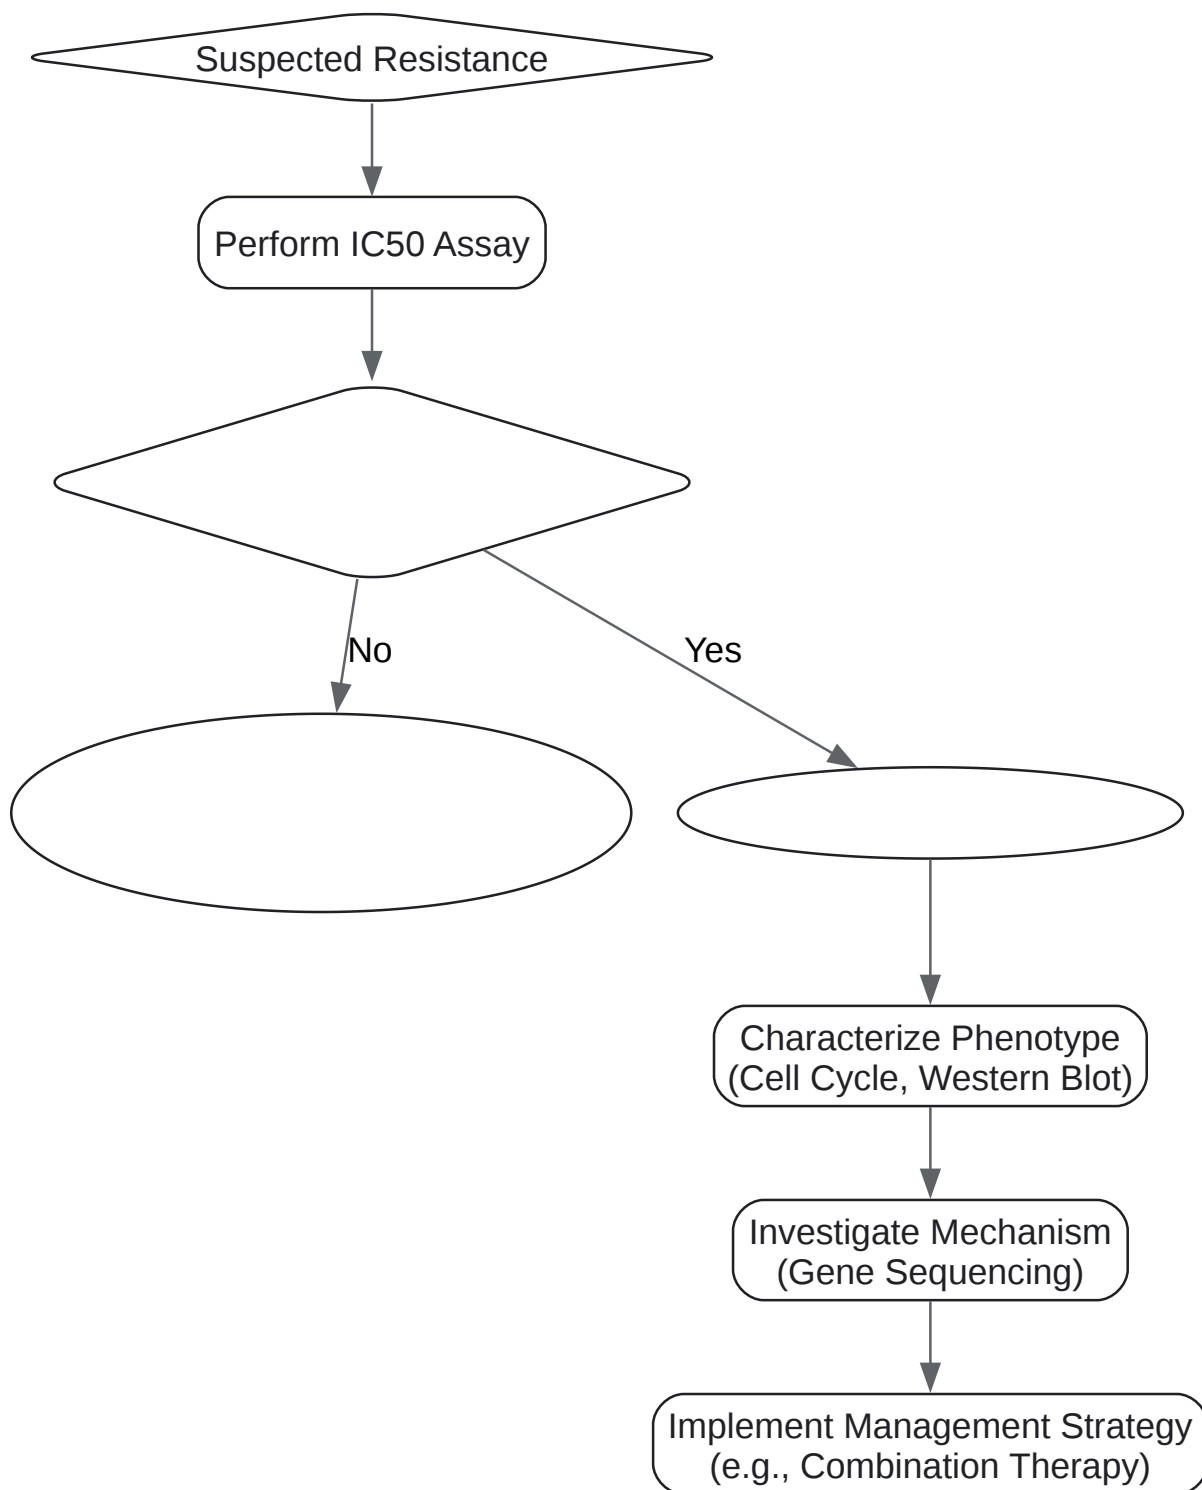 Suspected Resistance
Perform IC50 Assay
No
Yes
Characterize Phenotype
(Cell Cycle, Western Blot)
Investigate Mechanism
(Gene Sequencing)
Implement Management Strategy
(e.g., Combination Therapy)